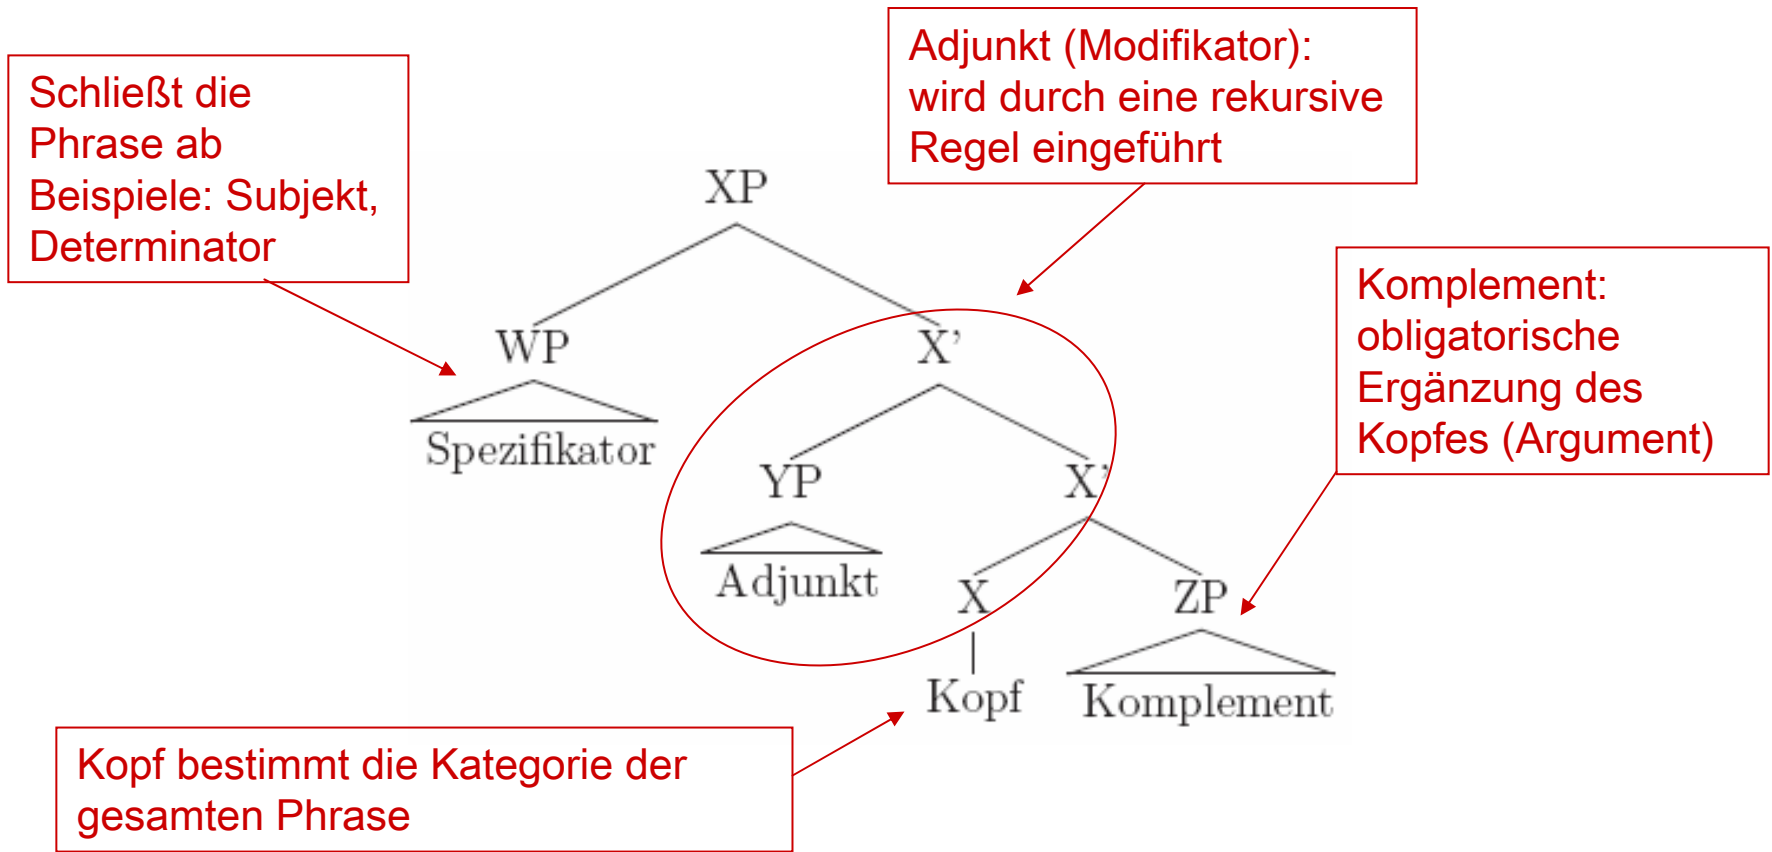 Adjunkt (Modifikator):
wird durch eine rekursive
Regel eingeführt
Schließt die
Phrase ab
Beispiele: Subjekt,
Determinator
XP
Komplement:
obligatorische
Ergänzung des
Kopfes (Argument)
WP
X'
Spezifikator
YP
X'
Adjunkt
X
ZP
Kopf
Komplement
Kopf bestimmt die Kategorie der
gesamten Phrase